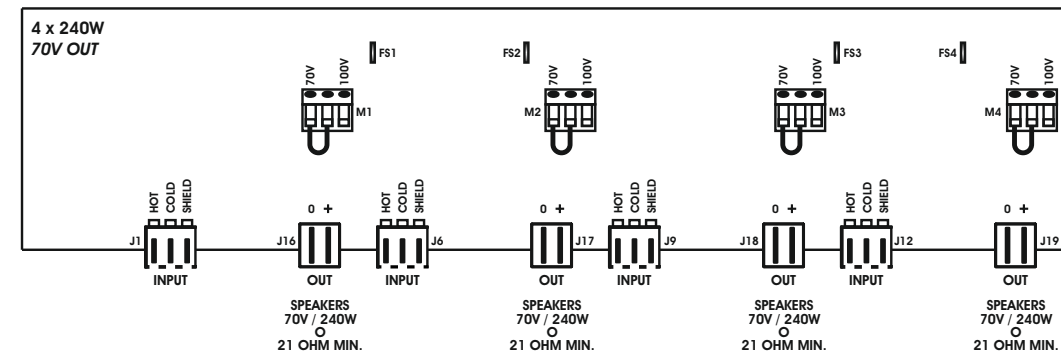 4 x 240W
70V OUT
FS1 FS2 FS3 FS4
70V 100V 70V 100V 70V 100V 70V 100V
M1 M2 M3 M4
HOT COLD SHIELD HOT COLD SHIELD HOT COLD SHIELD HOT COLD SHIELD
0 + 0 + 0 + 0 +
J1 J16 J6 J17 J9 J18 J12 J19
INPUT OUT INPUT OUT INPUT OUT INPUT OUT
SPEAKERS SPEAKERS SPEAKERS SPEAKERS
70V / 240W 70V / 240W 70V / 240W 70V / 240W
O O O O
21 OHM MIN. 21 OHM MIN. 21 OHM MIN. 21 OHM MIN.